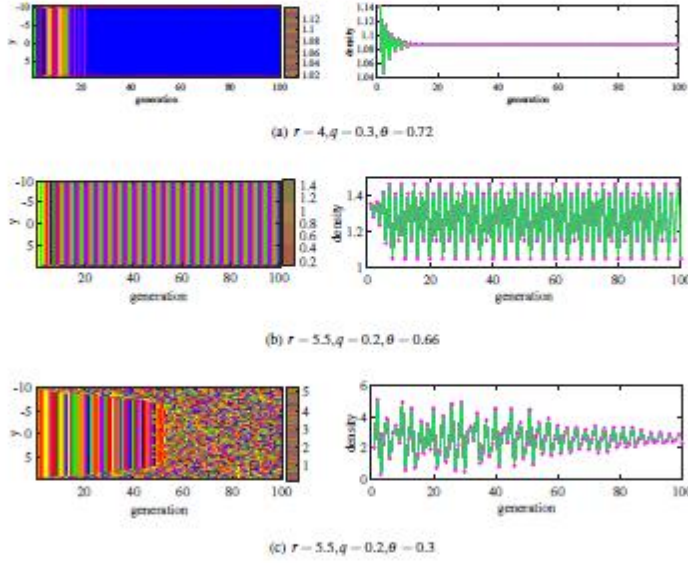 -10
-5
0
5
y
20 40 60 80 100
generation
1.12
1.1
1.08
1.06
1.04
1.02
1.14
1.12
1.1
1.08
1.06
1.04
density
0 20 40 60 80 100
generation
(a) r − 4, q − 0.3, θ − 0.72
-10
-5
0
5
y
20 40 60 80 100
generation
1.4
1.2
1
0.8
0.6
0.4
0.2
1.4
1.2
1
density
0 20 40 60 80 100
generation
(b) r − 5.5, q − 0.2, θ − 0.66
-10
-5
0
5
y
20 40 60 80 100
generation
5
4
3
2
1
6
4
2
0
density
0 20 40 60 80 100
generation
(c) r − 5.5, q − 0.2, θ − 0.3